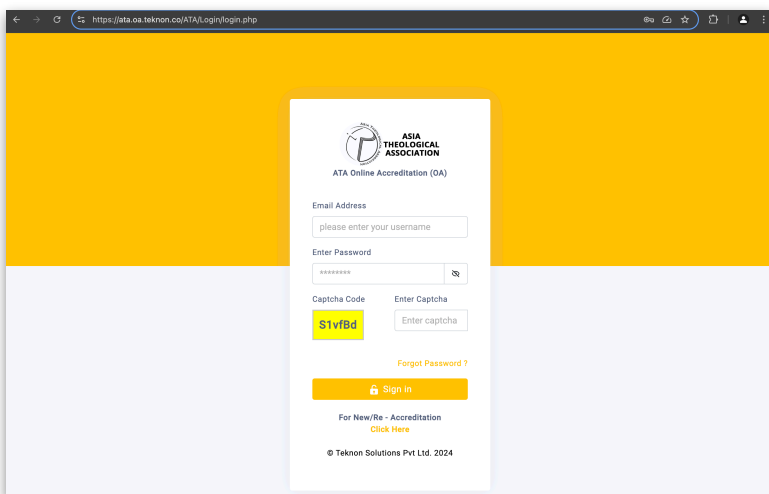 https://ata.oa.teknon.co/ATA/Login/login.php
ASIA
THEOLOGICAL
ASSOCIATION
ATA Online Accreditation (OA)
Email Address
please enter your username
Enter Password
********
Captcha Code Enter Captcha
S1vfBd Enter captcha
Forgot Password ?
Sign In
For New/Re - Accreditation
Click Here
© Teknon Solutions Pvt Ltd. 2024